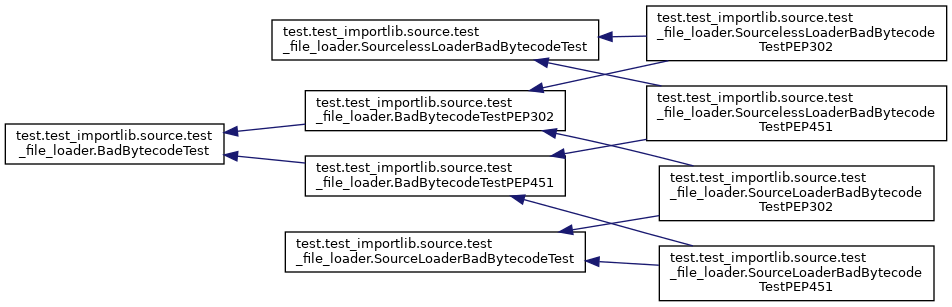 test.test_importlib.source.test
_file_loader.BadBytecodeTest
test.test_importlib.source.test
_file_loader.SourcelessLoaderBadBytecodeTest
test.test_importlib.source.test
_file_loader.BadBytecodeTestPEP302
test.test_importlib.source.test
_file_loader.BadBytecodeTestPEP451
test.test_importlib.source.test
_file_loader.SourceLoaderBadBytecodeTest
test.test_importlib.source.test
_file_loader.SourcelessLoaderBadBytecode
TestPEP302
test.test_importlib.source.test
_file_loader.SourcelessLoaderBadBytecode
TestPEP451
test.test_importlib.source.test
_file_loader.SourceLoaderBadBytecode
TestPEP302
test.test_importlib.source.test
_file_loader.SourceLoaderBadBytecode
TestPEP451